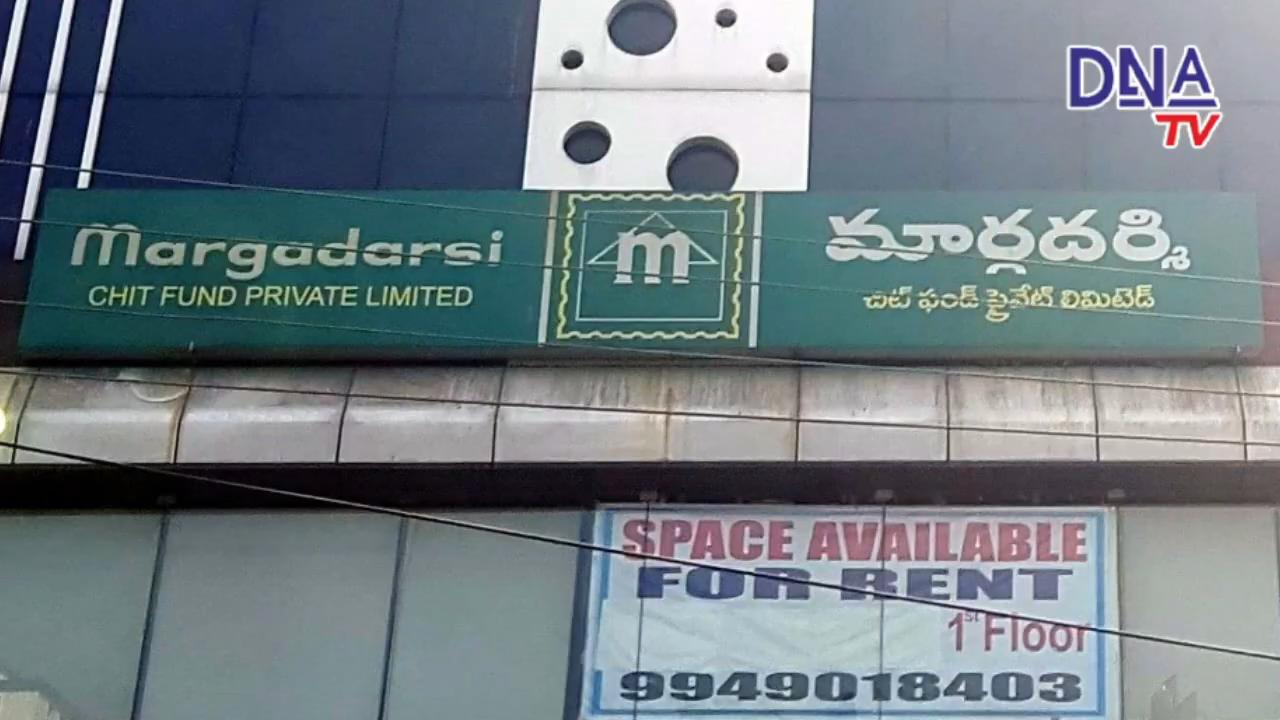 DNA
TV
Margadarsi
CHIT FUND PRIVATE LIMITED
m
మార్గదర్శి
చిట్ ఫండ్ ప్రైవేట్ లిమిటెడ్
SPACE AVAILABLE
FOR RENT
1st Floor
9949018403